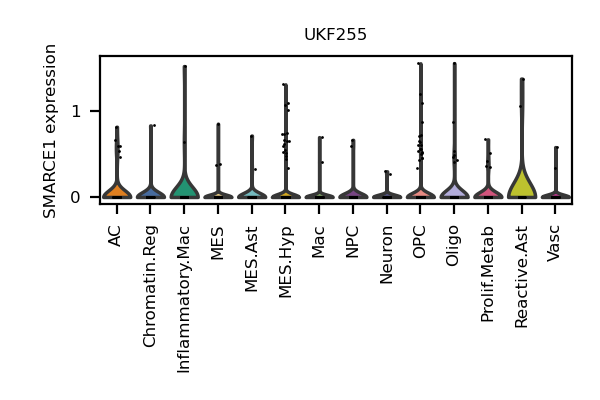 UKF255
SMARCE1 expression
1
0
AC
Chromatin.Reg
Inflammatory.Mac
MES
MES.Ast
MES.Hyp
Mac
NPC
Neuron
OPC
Oligo
Prolif.Metab
Reactive.Ast
Vasc